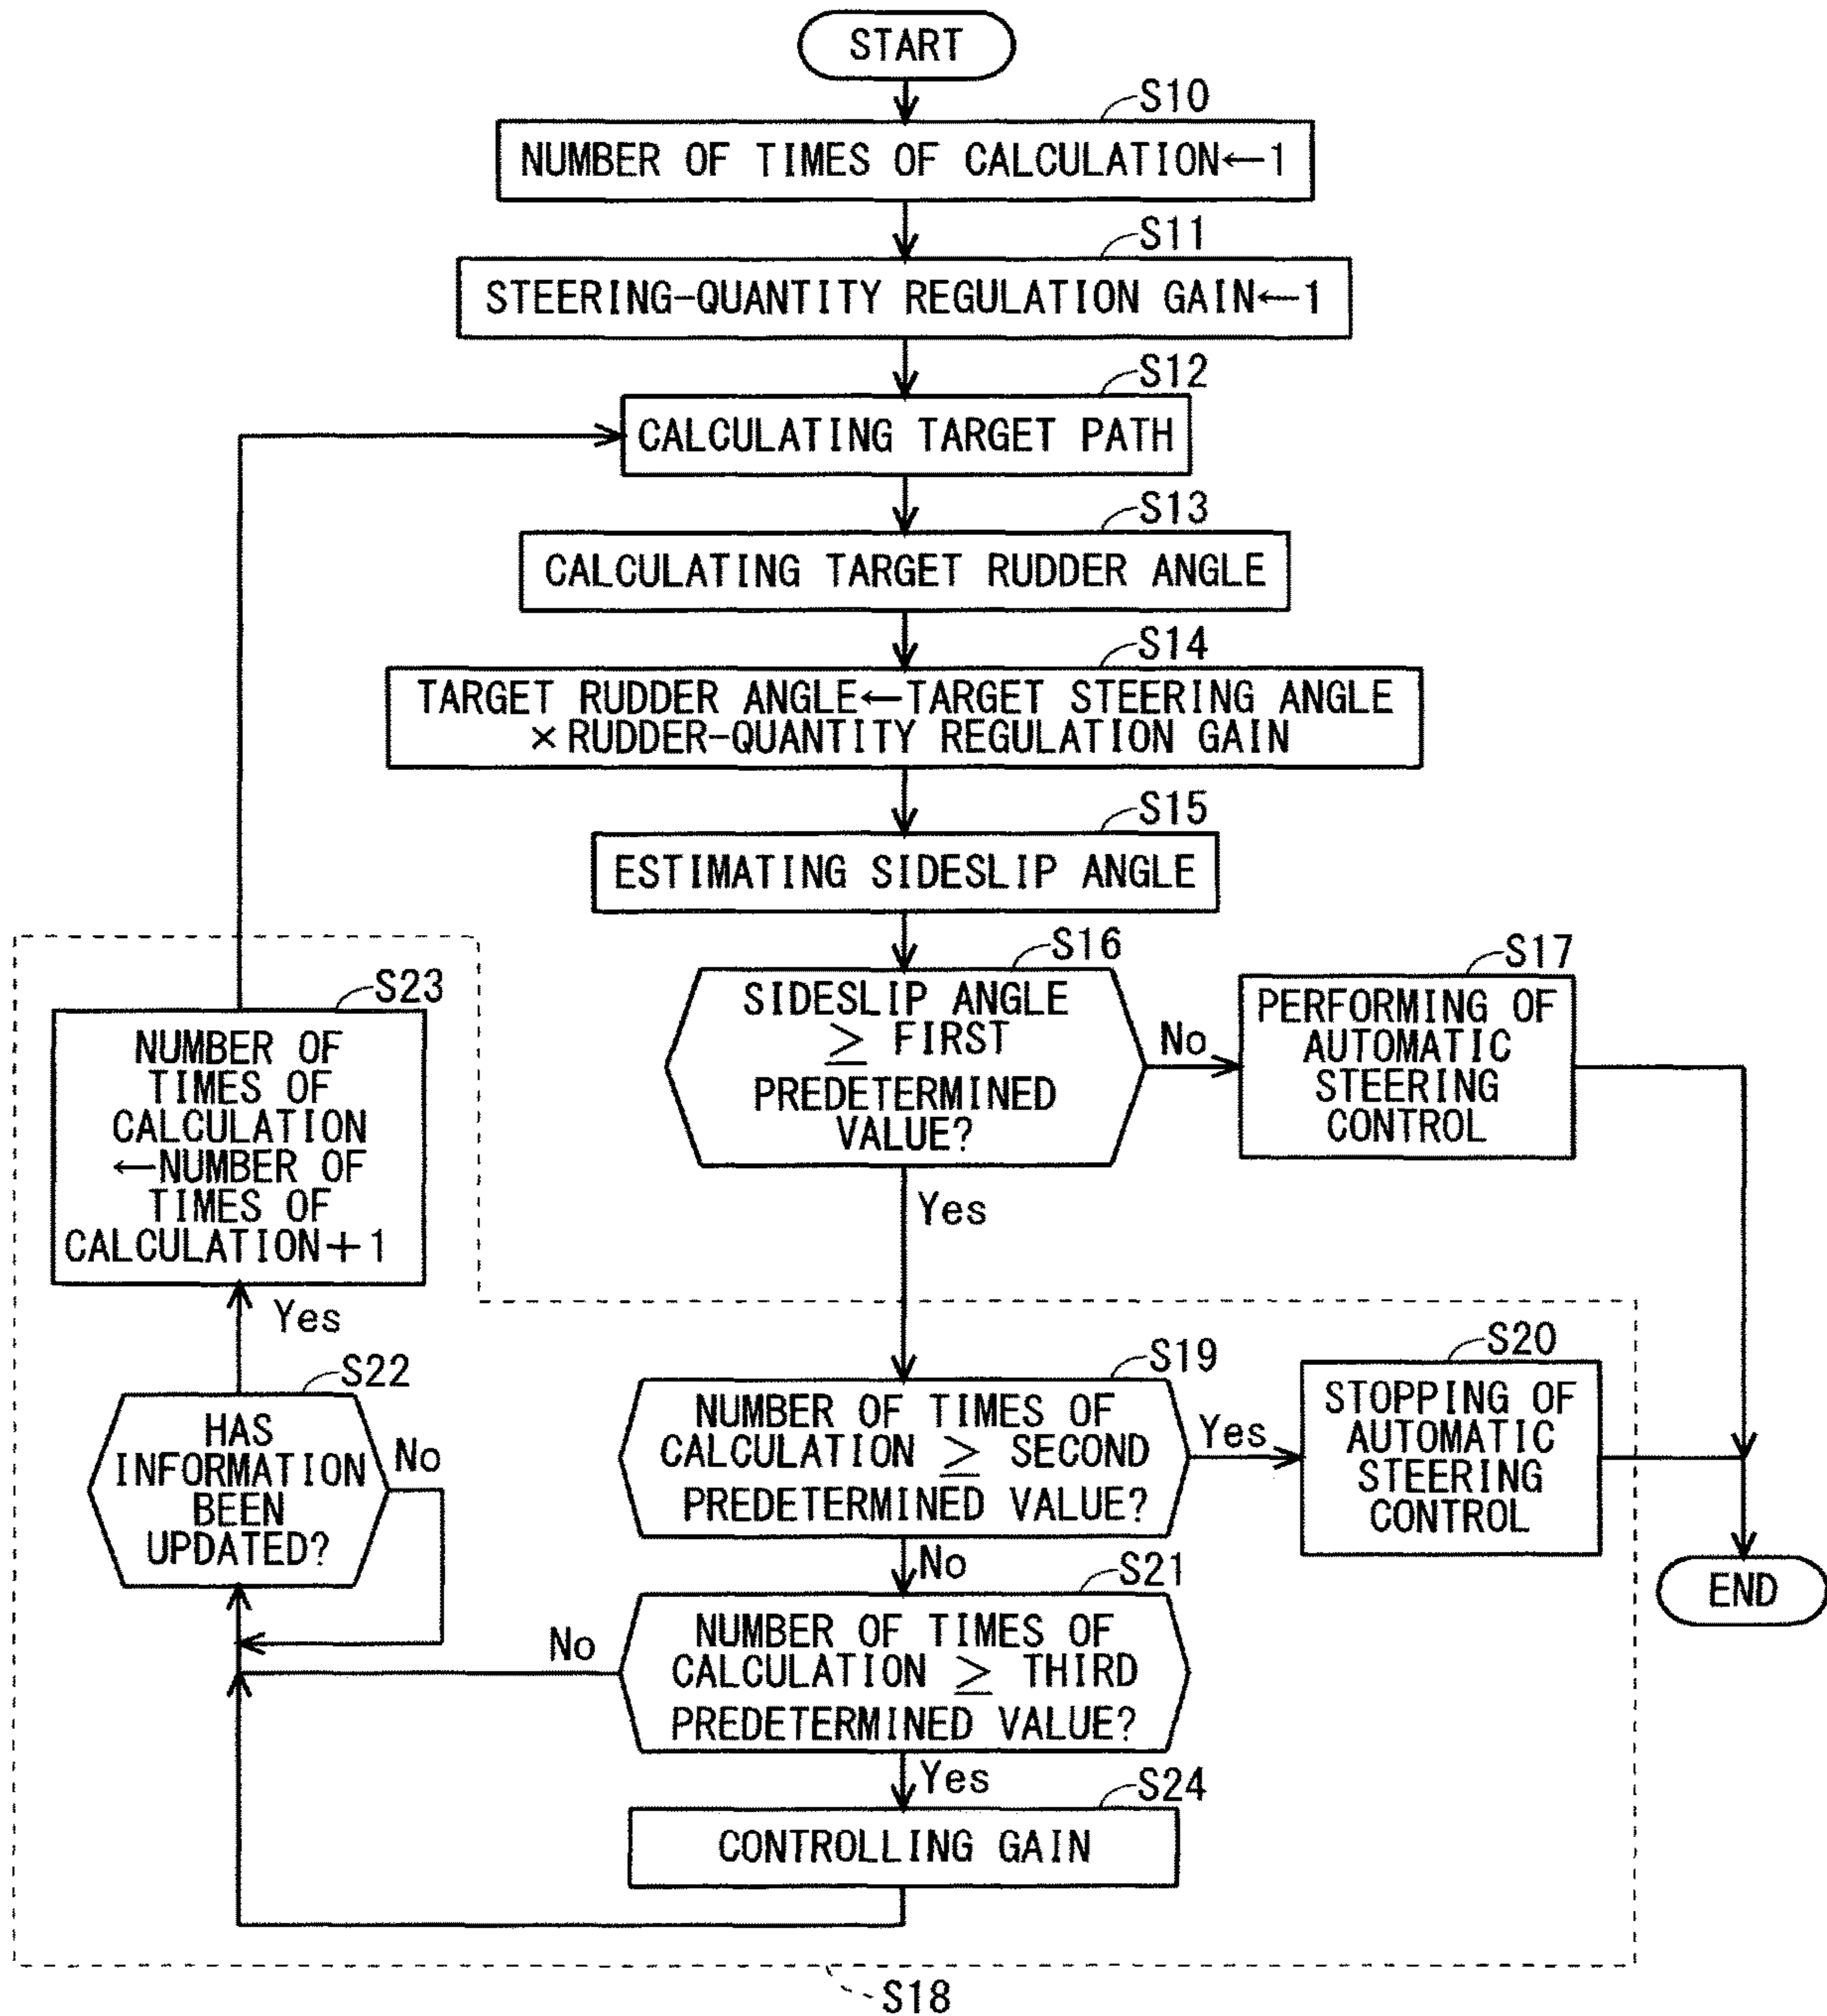 START
S10
NUMBER OF TIMES OF CALCULATION←1
S11
STEERING-QUANTITY REGULATION GAIN←1
S12
CALCULATING TARGET PATH
S13
CALCULATING TARGET RUDDER ANGLE
S14
TARGET RUDDER ANGLE←TARGET STEERING ANGLE
×RUDDER-QUANTITY REGULATION GAIN
S15
ESTIMATING SIDESLIP ANGLE
S16
SIDESLIP ANGLE
≥ FIRST
PREDETERMINED
VALUE?
No
Yes
S17
PERFORMING OF
AUTOMATIC
STEERING
CONTROL
S23
NUMBER OF
TIMES OF
CALCULATION
←NUMBER OF
TIMES OF
CALCULATION+1
Yes
S22
HAS
INFORMATION
BEEN
UPDATED?
No
S19
NUMBER OF TIMES OF
CALCULATION ≥ SECOND
PREDETERMINED VALUE?
Yes
No
S20
STOPPING OF
AUTOMATIC
STEERING
CONTROL
END
S21
NUMBER OF TIMES OF
CALCULATION ≥ THIRD
PREDETERMINED VALUE?
No
Yes
S24
CONTROLLING GAIN
S18